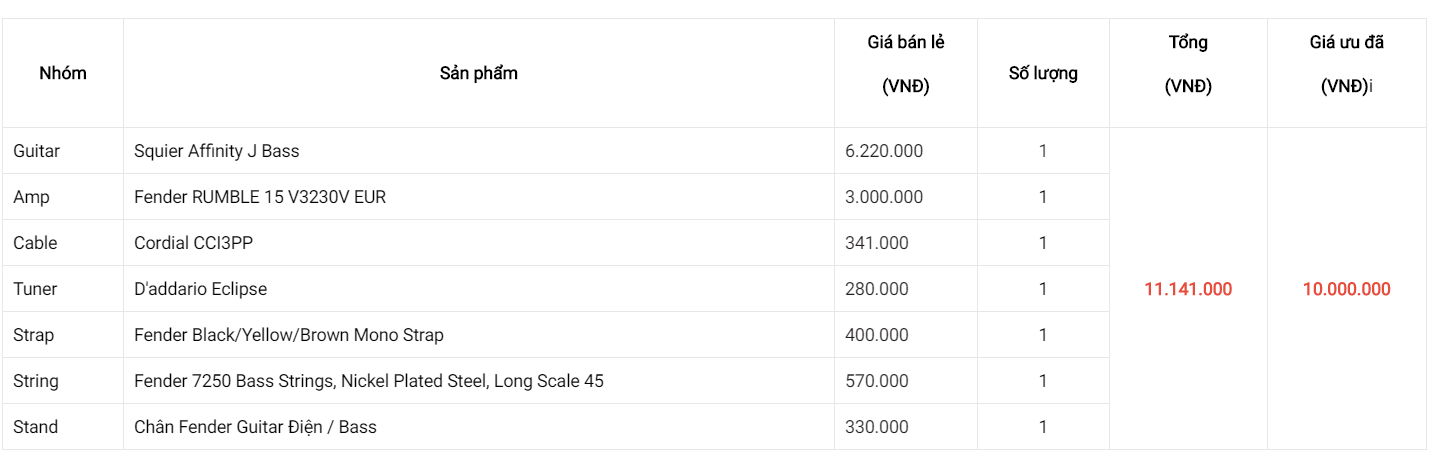 Nhóm
Sản phẩm
Giá bán lẻ
(VNĐ)
Số lượng
Tổng
(VNĐ)
Giá ưu đã
(VNĐ)i
Guitar Squier Affinity J Bass 6.220.000 1
Amp Fender RUMBLE 15 V3230V EUR 3.000.000 1
Cable Cordial CCI3PP 341.000 1
Tuner D'addario Eclipse 280.000 1 11.141.000 10.000.000
Strap Fender Black/Yellow/Brown Mono Strap 400.000 1
String Fender 7250 Bass Strings, Nickel Plated Steel, Long Scale 45 570.000 1
Stand Chân Fender Guitar Điện / Bass 330.000 1